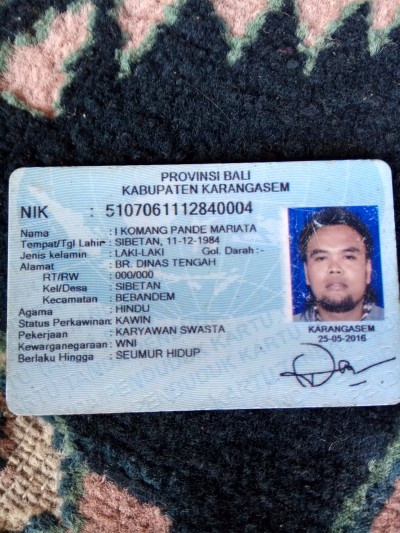 PROVINSI BALI
KABUPATEN KARANGASEM
NIK : 5107061112840004
Nama : I KOMANG PANDE MARIATA
Tempat/Tgl Lahir : SIBETAN, 11-12-1984
Jenis kelamin : LAKI-LAKI Gol. Darah : -
Alamat : BR. DINAS TENGAH
RT/RW : 000/000
Kel/Desa : SIBETAN
Kecamatan : BEBANDEM
Agama : HINDU
Status Perkawinan: KAWIN
Pekerjaan : KARYAWAN SWASTA
Kewarganegaraan : WNI
Berlaku Hingga : SEUMUR HIDUP
KARANGASEM
25-05-2016